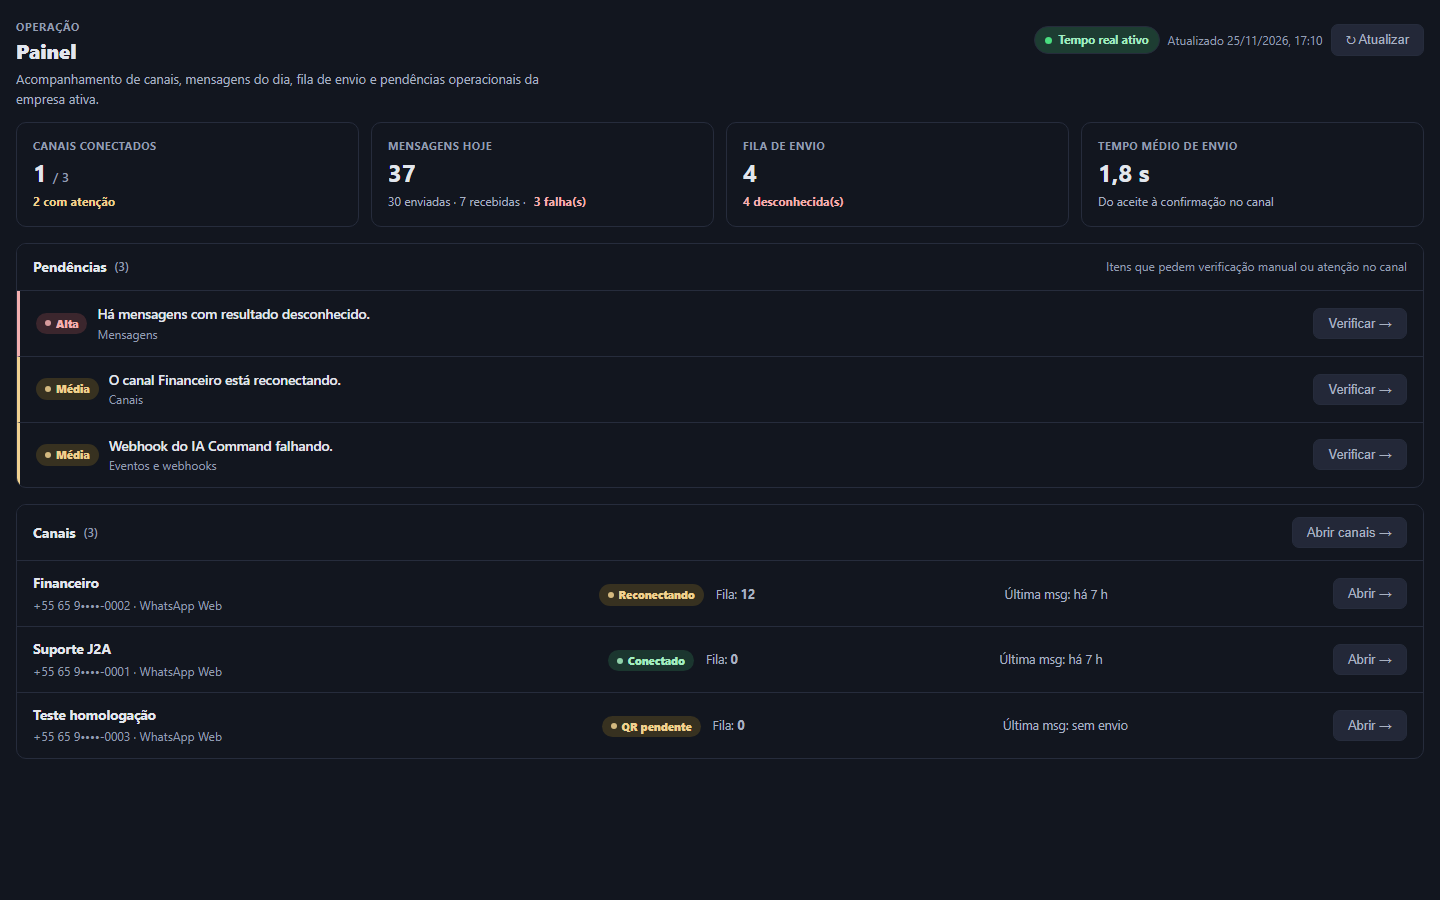 OPERAÇÃO
Painel
Acompanhamento de canais, mensagens do dia, fila de envio e pendências operacionais da
empresa ativa.
Tempo real ativo
Atualizado 25/11/2026, 17:10
↻ Atualizar
CANAIS CONECTADOS
1 / 3
2 com atenção
MENSAGENS HOJE
37
30 enviadas · 7 recebidas · 3 falha(s)
FILA DE ENVIO
4
4 desconhecida(s)
TEMPO MÉDIO DE ENVIO
1,8 s
Do aceite à confirmação no canal
Pendências (3)
Itens que pedem verificação manual ou atenção no canal
Alta
Há mensagens com resultado desconhecido.
Mensagens
Verificar →
Média
O canal Financeiro está reconectando.
Canais
Verificar →
Média
Webhook do IA Command falhando.
Eventos e webhooks
Verificar →
Canais (3)
Abrir canais →
Financeiro
+55 65 9••••-0002 · WhatsApp Web
Reconectando
Fila: 12
Última msg: há 7 h
Abrir →
Suporte J2A
+55 65 9••••-0001 · WhatsApp Web
Conectado
Fila: 0
Última msg: há 7 h
Abrir →
Teste homologação
+55 65 9••••-0003 · WhatsApp Web
QR pendente
Fila: 0
Última msg: sem envio
Abrir →